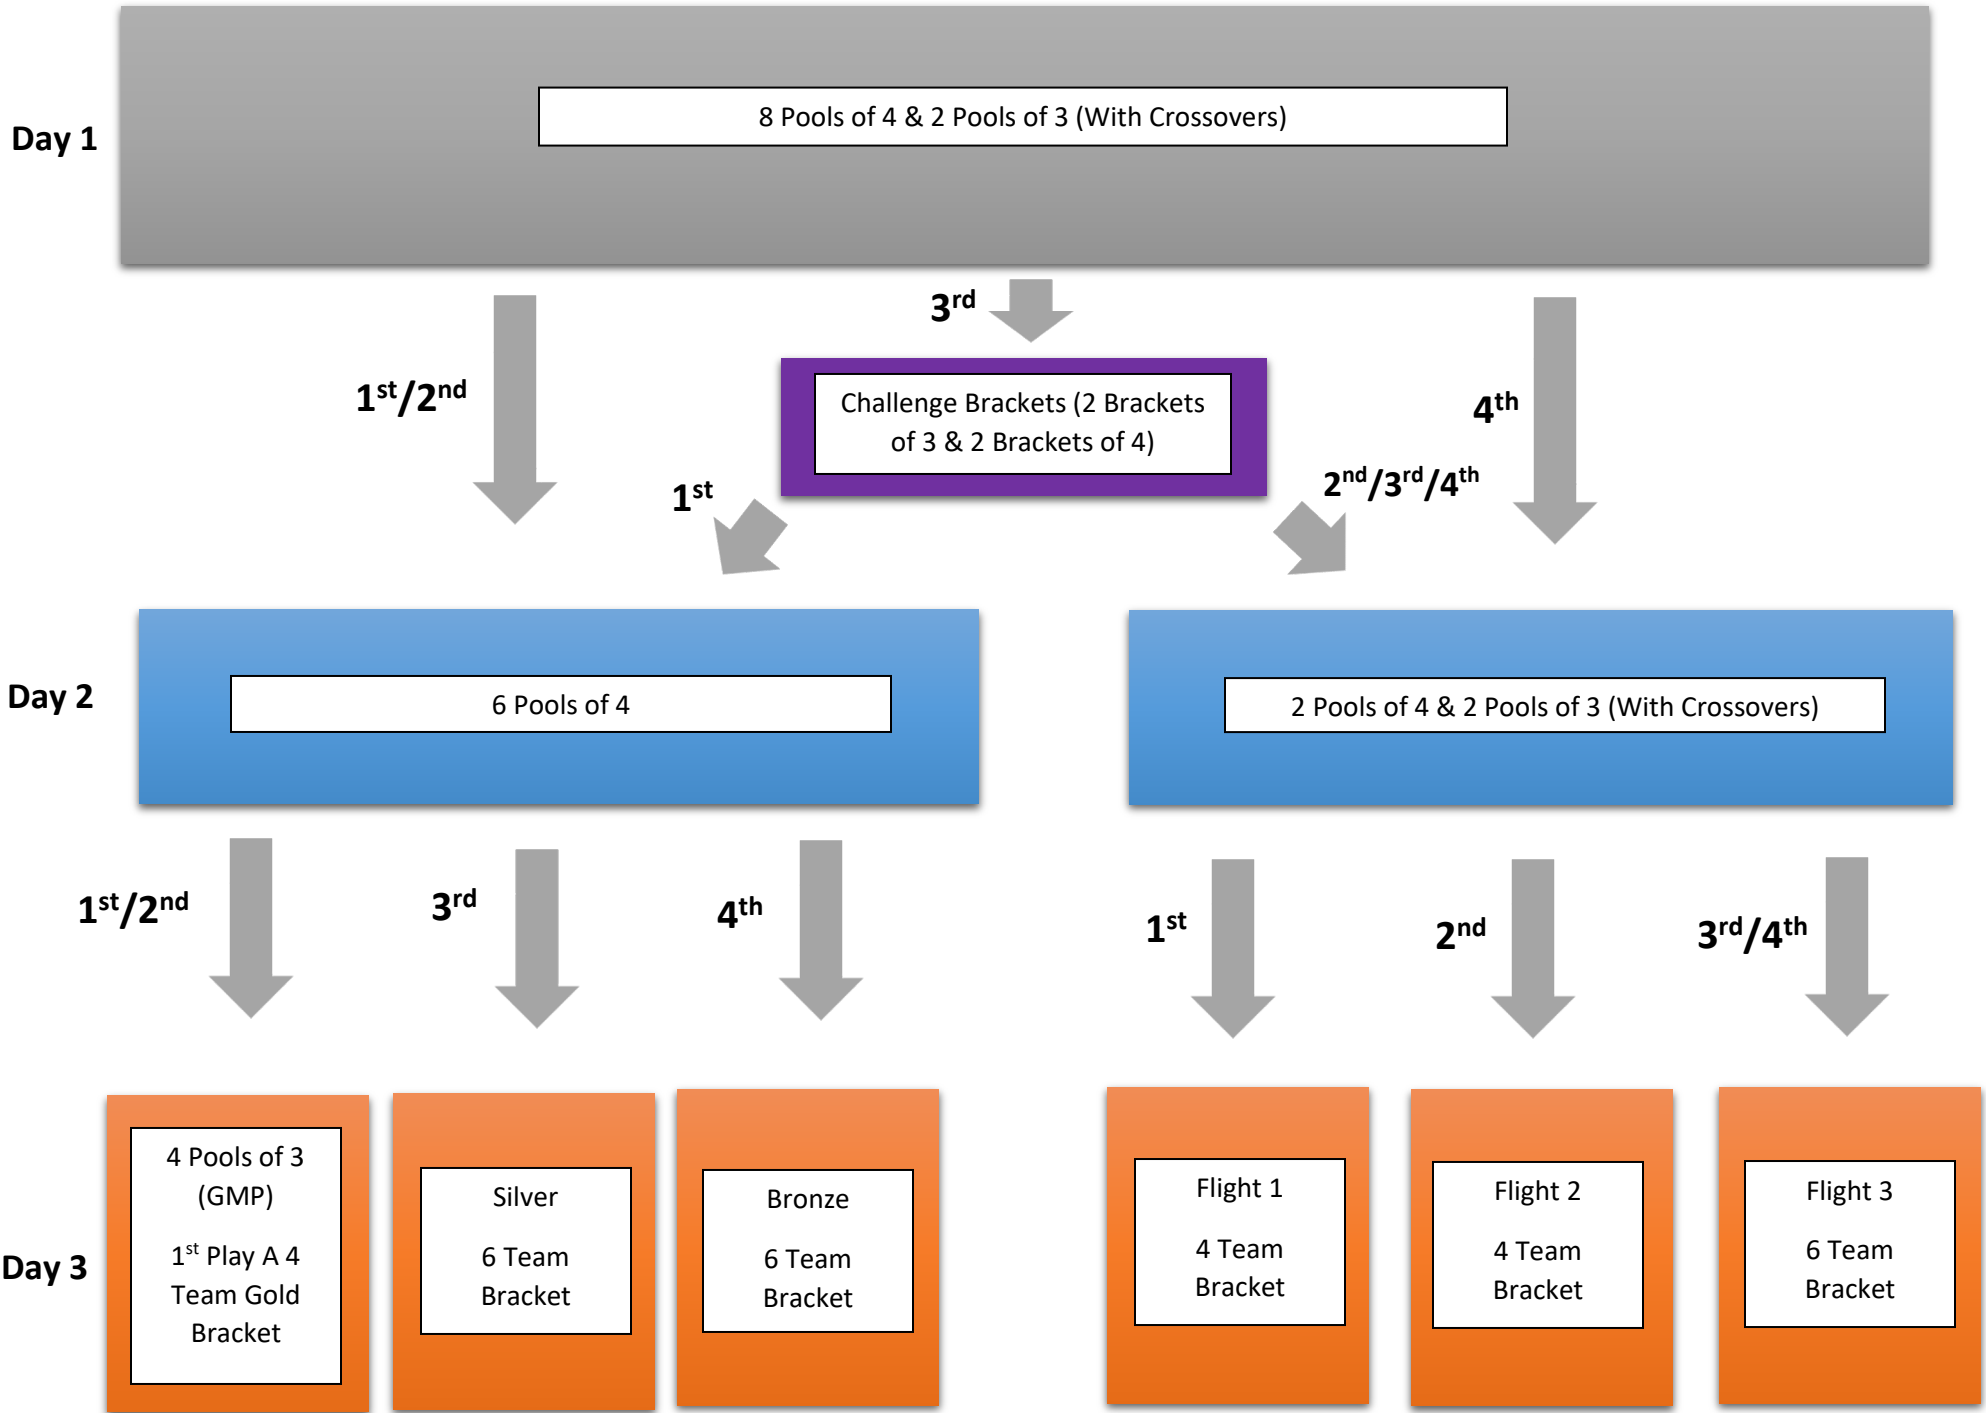 8 Pools of 4 & 2 Pools of 3 (With Crossovers)
Day 1
3rd
1st/2nd
Challenge Brackets (2 Brackets
of 3 & 2 Brackets of 4)
4th
1st
2nd/3rd/4th
Day 2
6 Pools of 4
2 Pools of 4 & 2 Pools of 3 (With Crossovers)
1st/2nd
3rd
4th
1st
2nd
3rd/4th
Day 3
4 Pools of 3
(GMP)
1st Play A 4
Team Gold
Bracket
Silver
6 Team
Bracket
Bronze
6 Team
Bracket
Flight 1
4 Team
Bracket
Flight 2
4 Team
Bracket
Flight 3
6 Team
Bracket